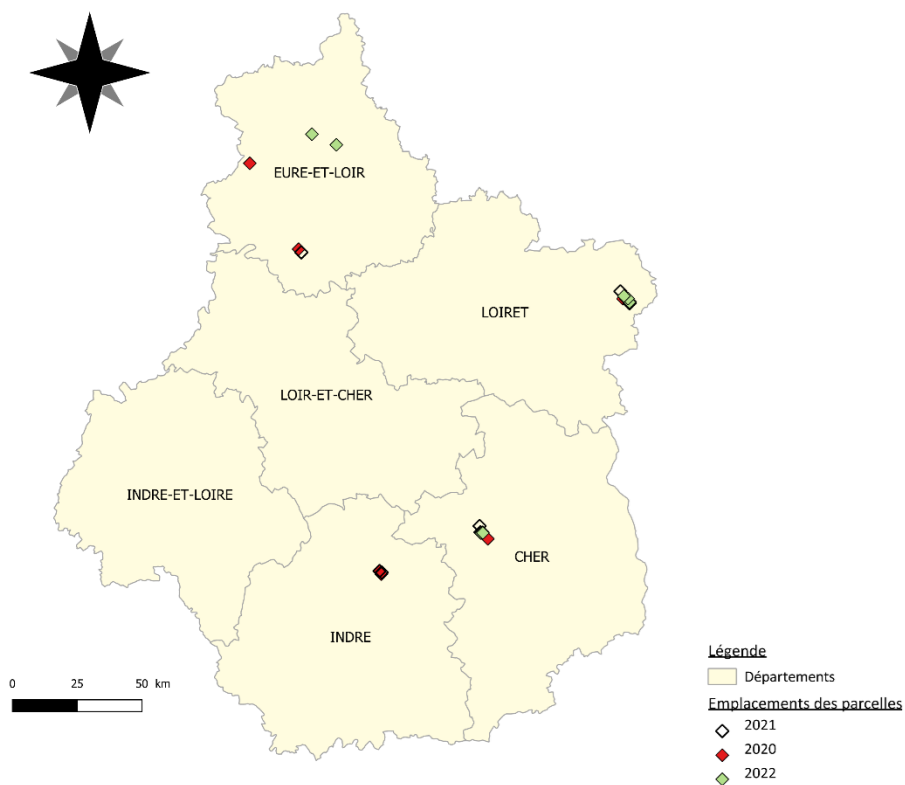 EURE-ET-LOIR
LOIRET
LOIR-ET-CHER
INDRE-ET-LOIRE
CHER
INDRE
0 25 50 km
Légende
Départements
Emplacements des parcelles
2021
2020
2022